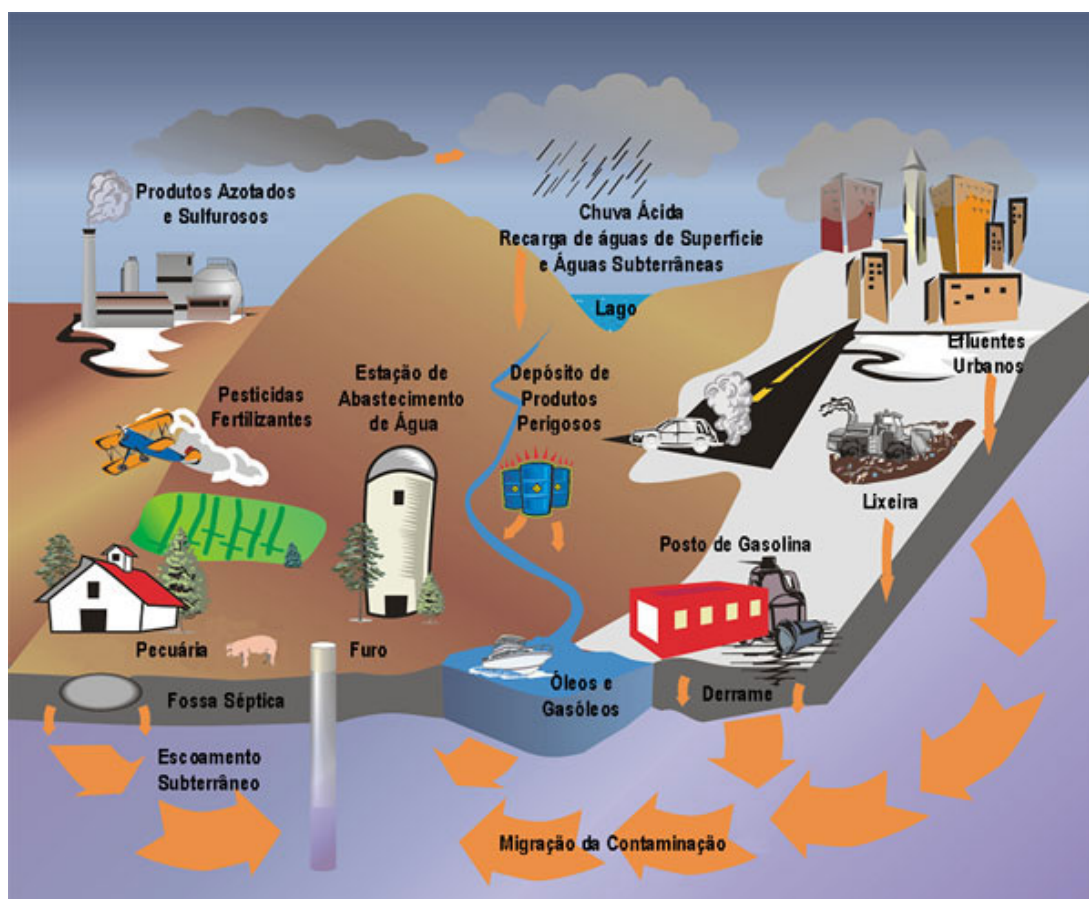 Produtos Azotados
e Sulfurosos
Chuva Ácida
Recarga de águas de Superfície
e Águas Subterrâneas
Lago
Efluentes
Urbanos
Pesticidas
Fertilizantes
Estação de
Abastecimento
de Água
Depósito de
Produtos
Perigosos
Lixeira
Posto de Gasolina
Pecuária
Furo
Fossa Séptica
Óleos e
Gasóleos
Derrame
Escoamento
Subterrâneo
Migração da Contaminação